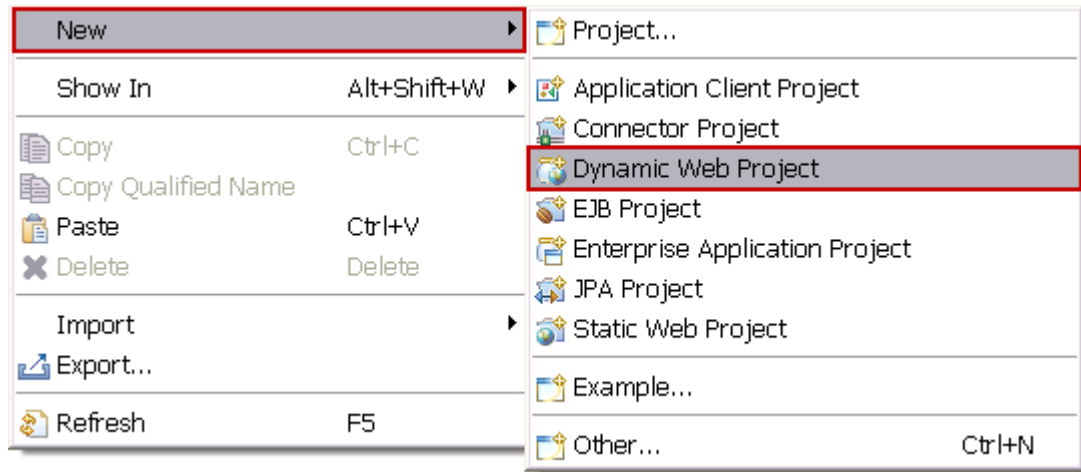 New
Show In Alt+Shift+W
Copy Ctrl+C
Copy Qualified Name
Paste Ctrl+V
Delete Delete
Import
Export...
Refresh F5
Project...
Application Client Project
Connector Project
Dynamic Web Project
EJB Project
Enterprise Application Project
JPA Project
Static Web Project
Example...
Other... Ctrl+N